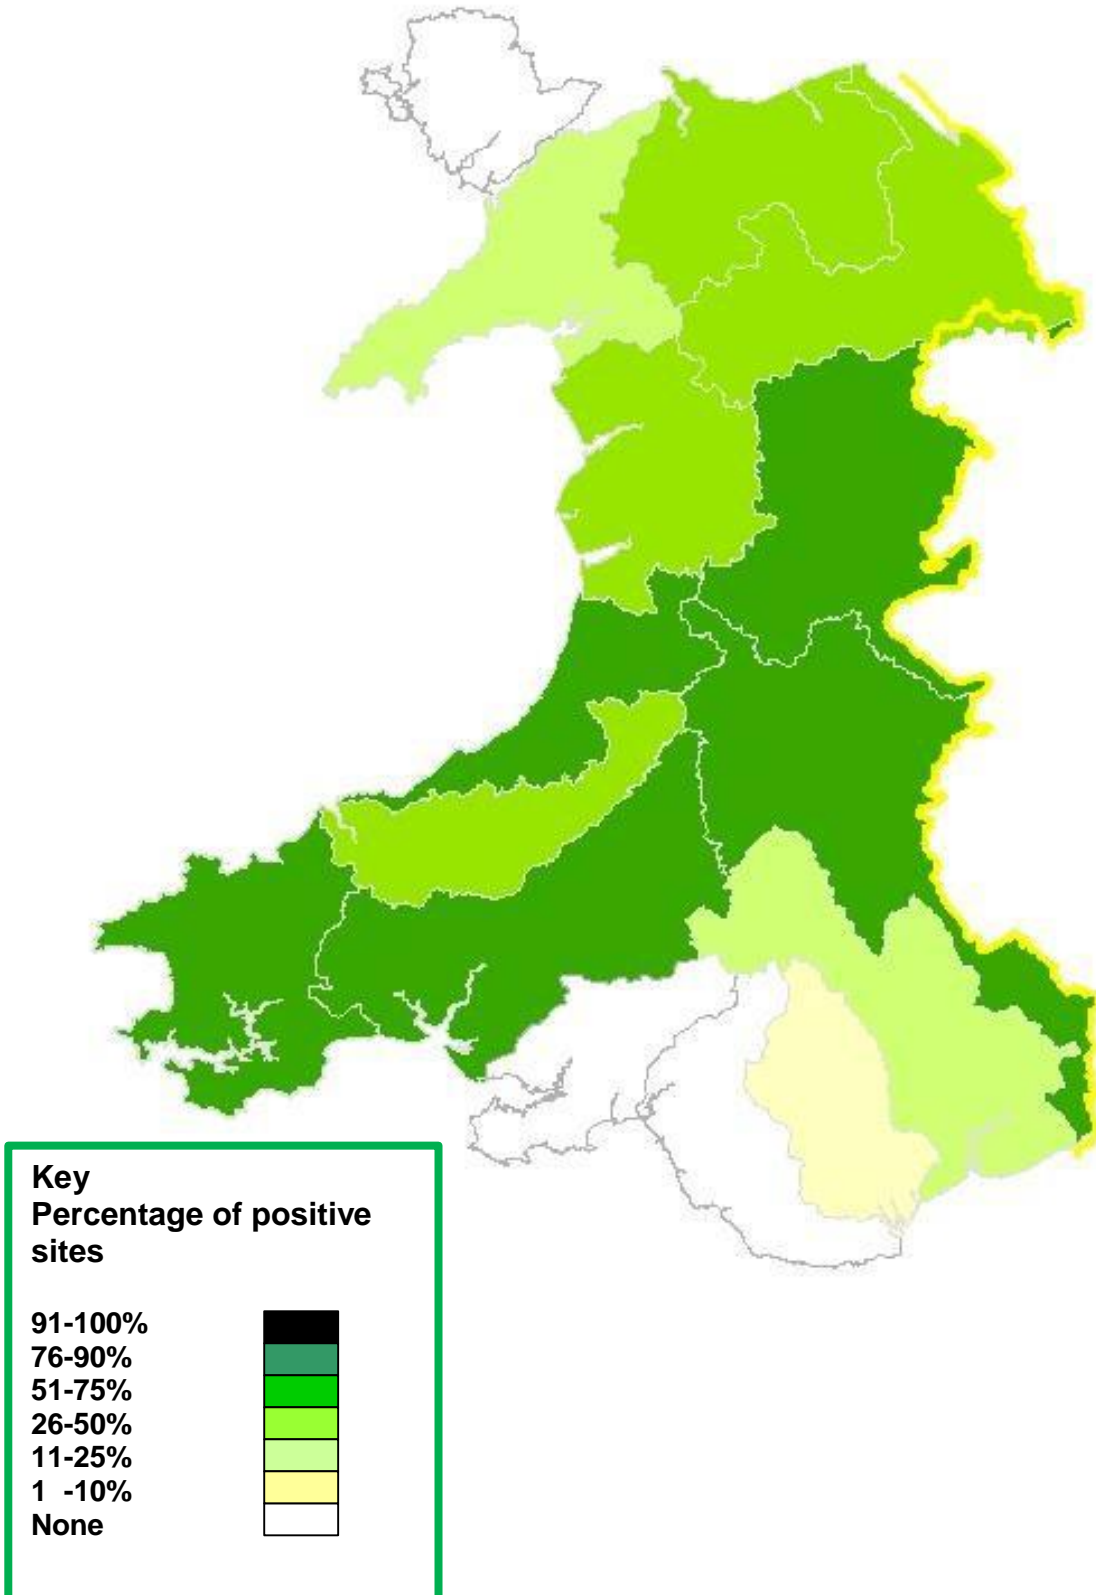 Key
Percentage of positive
sites
91-100%
76-90%
51-75%
26-50%
11-25%
1 -10%
None